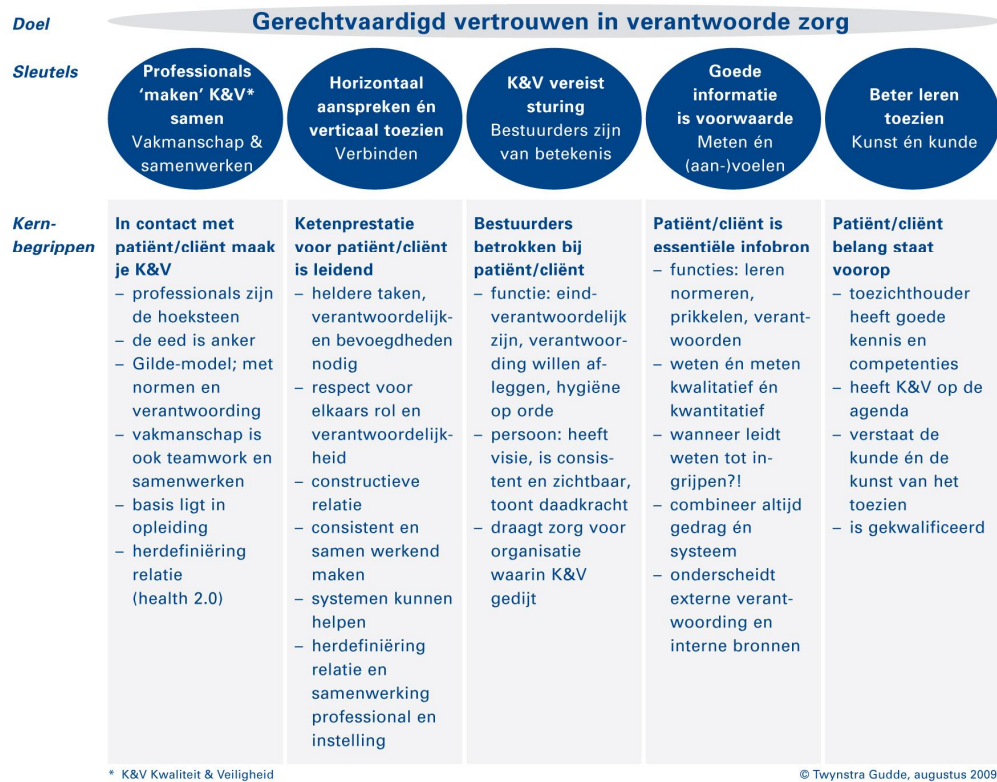 Doel
Gerechtvaardigd vertrouwen in verantwoorde zorg
Sleutels
Professionals
‘maken’ K&V*
samen
Vakmanschap &
samenwerken
Horizontaal
aanspreken én
verticaal toezien
Verbinden
K&V vereist
sturing
Bestuurders zijn
van betekenis
Goede
informatie
is voorwaarde
Meten én
(aan-)voelen
Beter leren
toezien
Kunst én kunde
Kern-
begrippen
In contact met
patiënt/cliënt maak
je K&V
– professionals zijn
de hoeksteen
– de eed is anker
– Gilde-model; met
normen en
verantwoording
– vakmanschap is
ook teamwork en
samenwerken
– basis ligt in
opleiding
– herdefiniëring
relatie
(health 2.0)
Ketenprestatie
voor patiënt/cliënt
is leidend
– heldere taken,
verantwoordelijk-
en bevoegdheden
nodig
– respect voor
elkaars rol en
verantwoordelijk-
heid
– constructieve
relatie
– consistent en
samen werkend
maken
– systemen kunnen
helpen
– herdefiniëring
relatie en
samenwerking
professional en
instelling
Bestuurders
betrokken bij
patiënt/cliënt
– functie: eind-
verantwoordelijk
zijn, verantwoor-
ding willen af-
leggen, hygiëne
op orde
– persoon: heeft
visie, is consis-
tent en zichtbaar,
toont daadkracht
– draagt zorg voor
organisatie
waarin K&V
gedijt
Patiënt/cliënt is
essentiële infobron
– functies: leren
normeren,
prikkelen, verant-
woorden
– weten én meten
kwalitatief én
kwantitatief
– wanneer leidt
weten tot in-
grijpen?!
– combineer altijd
gedrag én
systeem
– onderscheidt
externe verant-
woording en
interne bronnen
Patiënt/cliënt
belang staat
voorop
– toezichthouder
heeft goede
kennis en
competenties
– heeft K&V op de
agenda
– verstaat de
kunde én de
kunst van het
toezien
– is gekwalificeerd
* K&V Kwaliteit & Veiligheid
© Twynstra Gudde, augustus 2009